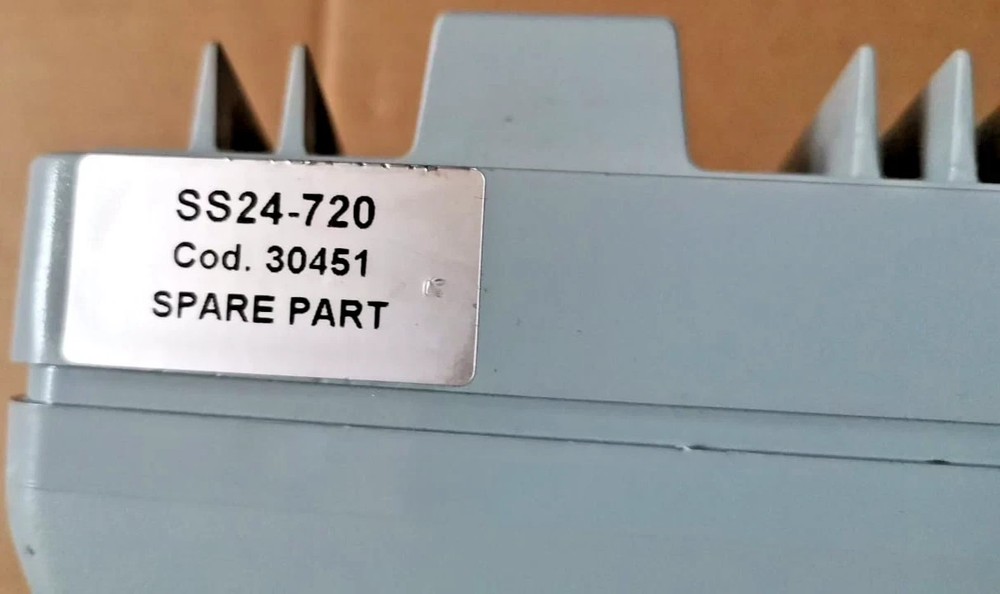 SS24-720
Cod. 30451
SPARE PART